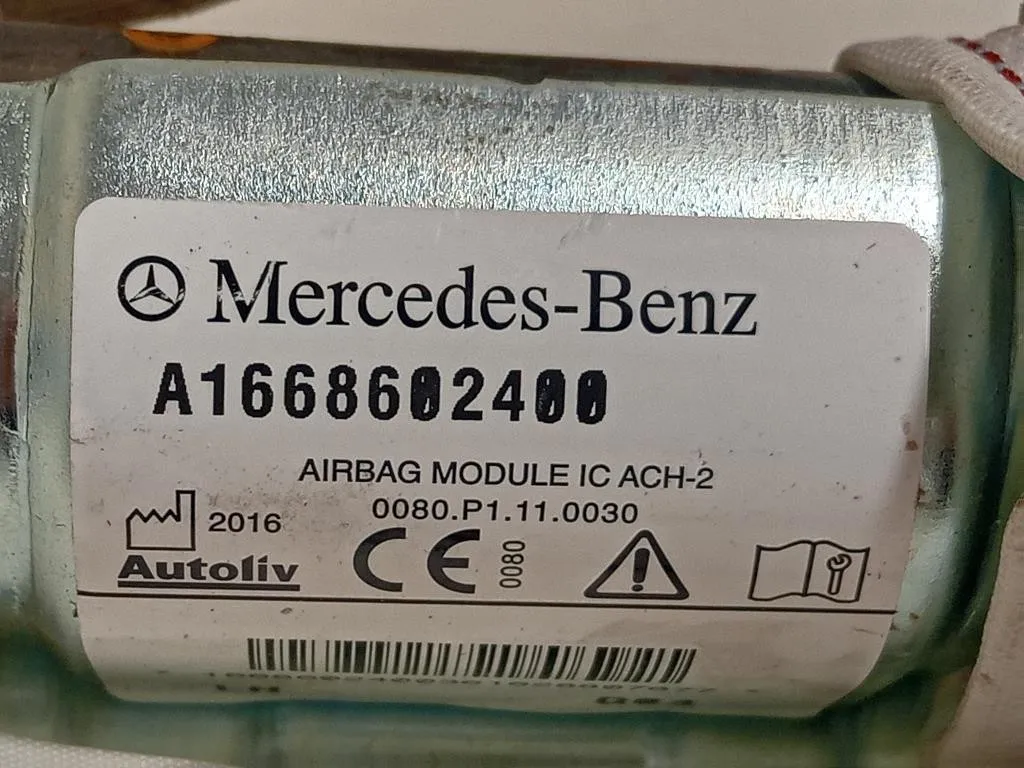 Mercedes-Benz
A1668602400
AIRBAG MODULE IC ACH-2
0080.P1.11.0030
2016
Autoliv
CE 0080